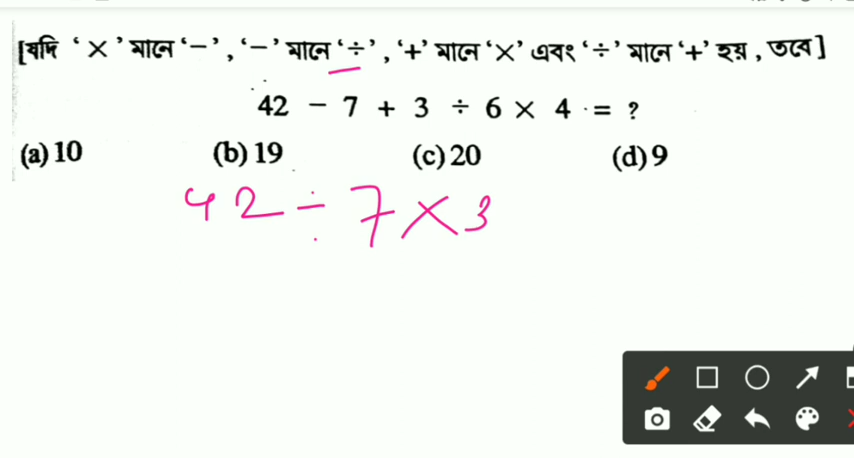 [যদি ‘×’ মানে ‘−’, ‘−’ মানে ‘÷’, ‘+’ মানে ‘×’ এবং ‘÷’ মানে ‘+’ হয়, তবে]
42 − 7 + 3 ÷ 6 × 4 = ?
(a) 10 (b) 19 (c) 20 (d) 9
42 ÷ 7 × 3